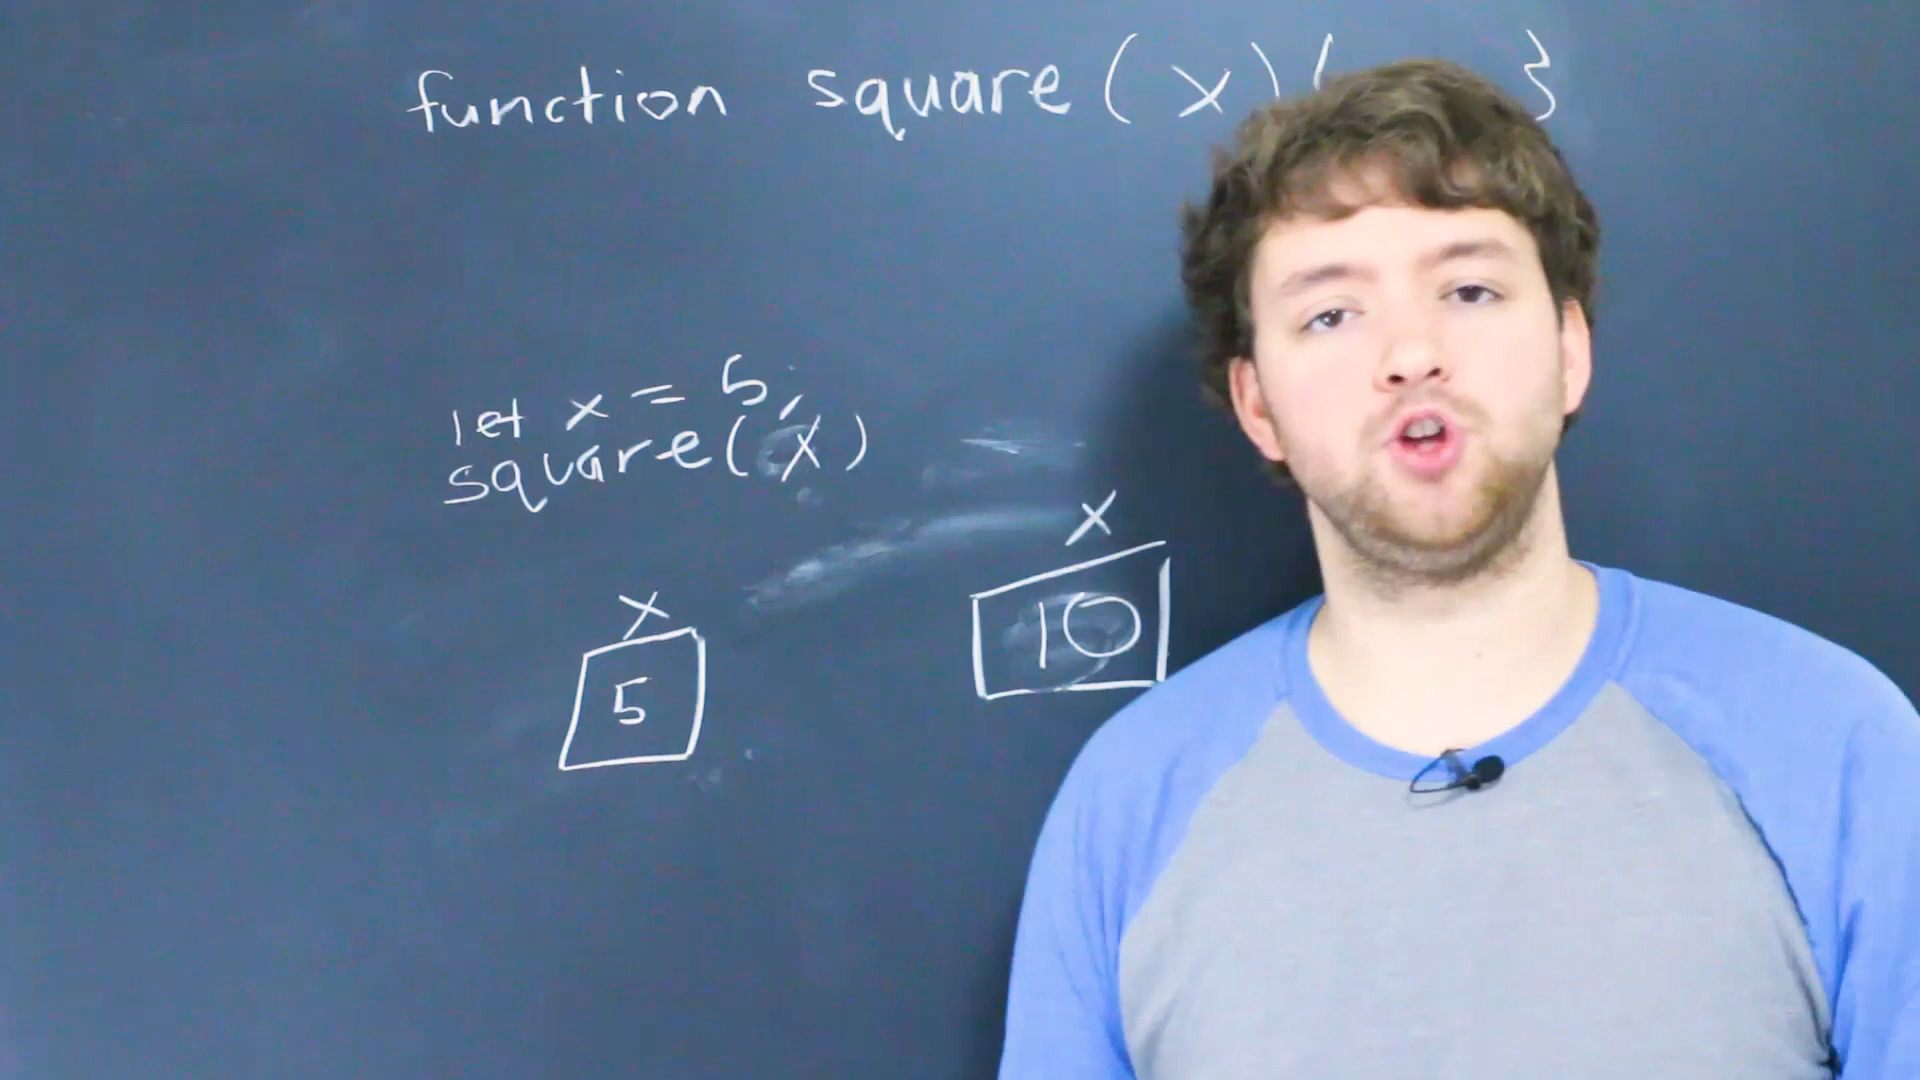 function square(x){ }
let x = 5;
square(x)
x
10
x
5